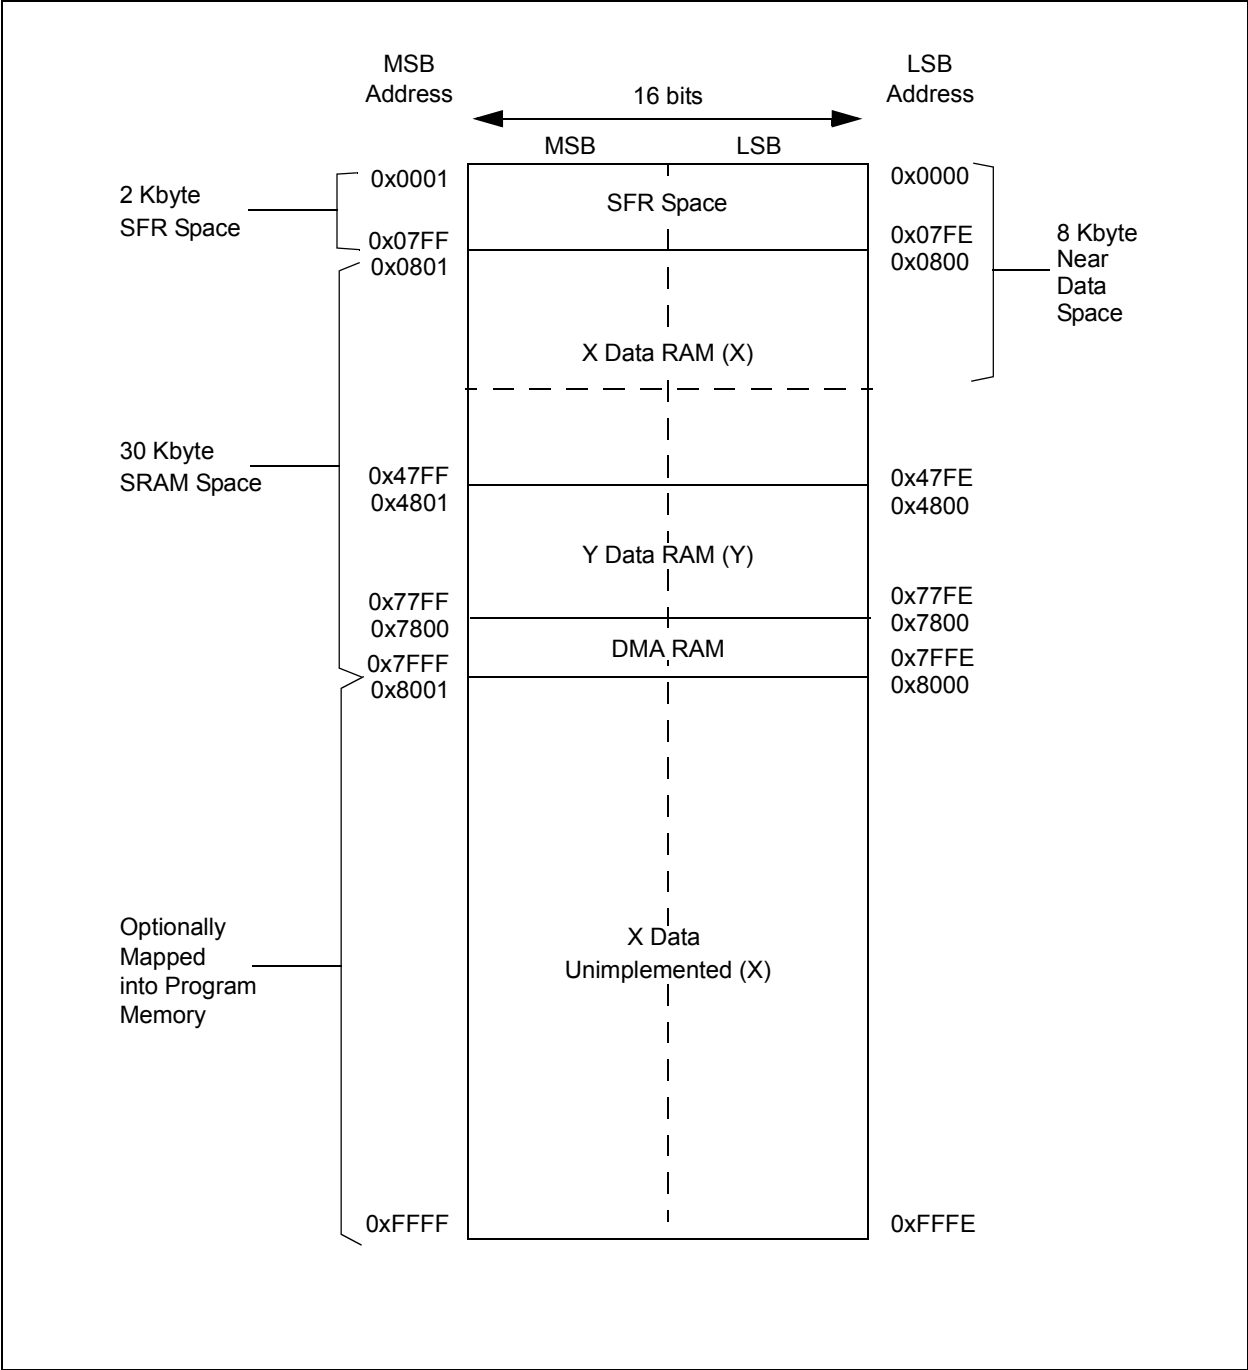 MSB
Address
LSB
Address
16 bits
MSB
LSB
0x0001
0x0000
2 Kbyte
SFR Space
SFR Space
0x07FF
0x0801
0x07FE
0x0800
8 Kbyte
Near
Data
Space
X Data RAM (X)
30 Kbyte
SRAM Space
0x47FF
0x4801
0x47FE
0x4800
Y Data RAM (Y)
0x77FF
0x7800
0x77FE
0x7800
DMA RAM
0x7FFF
0x8001
0x7FFE
0x8000
Optionally
Mapped
into Program
Memory
X Data
Unimplemented (X)
0xFFFF
0xFFFE